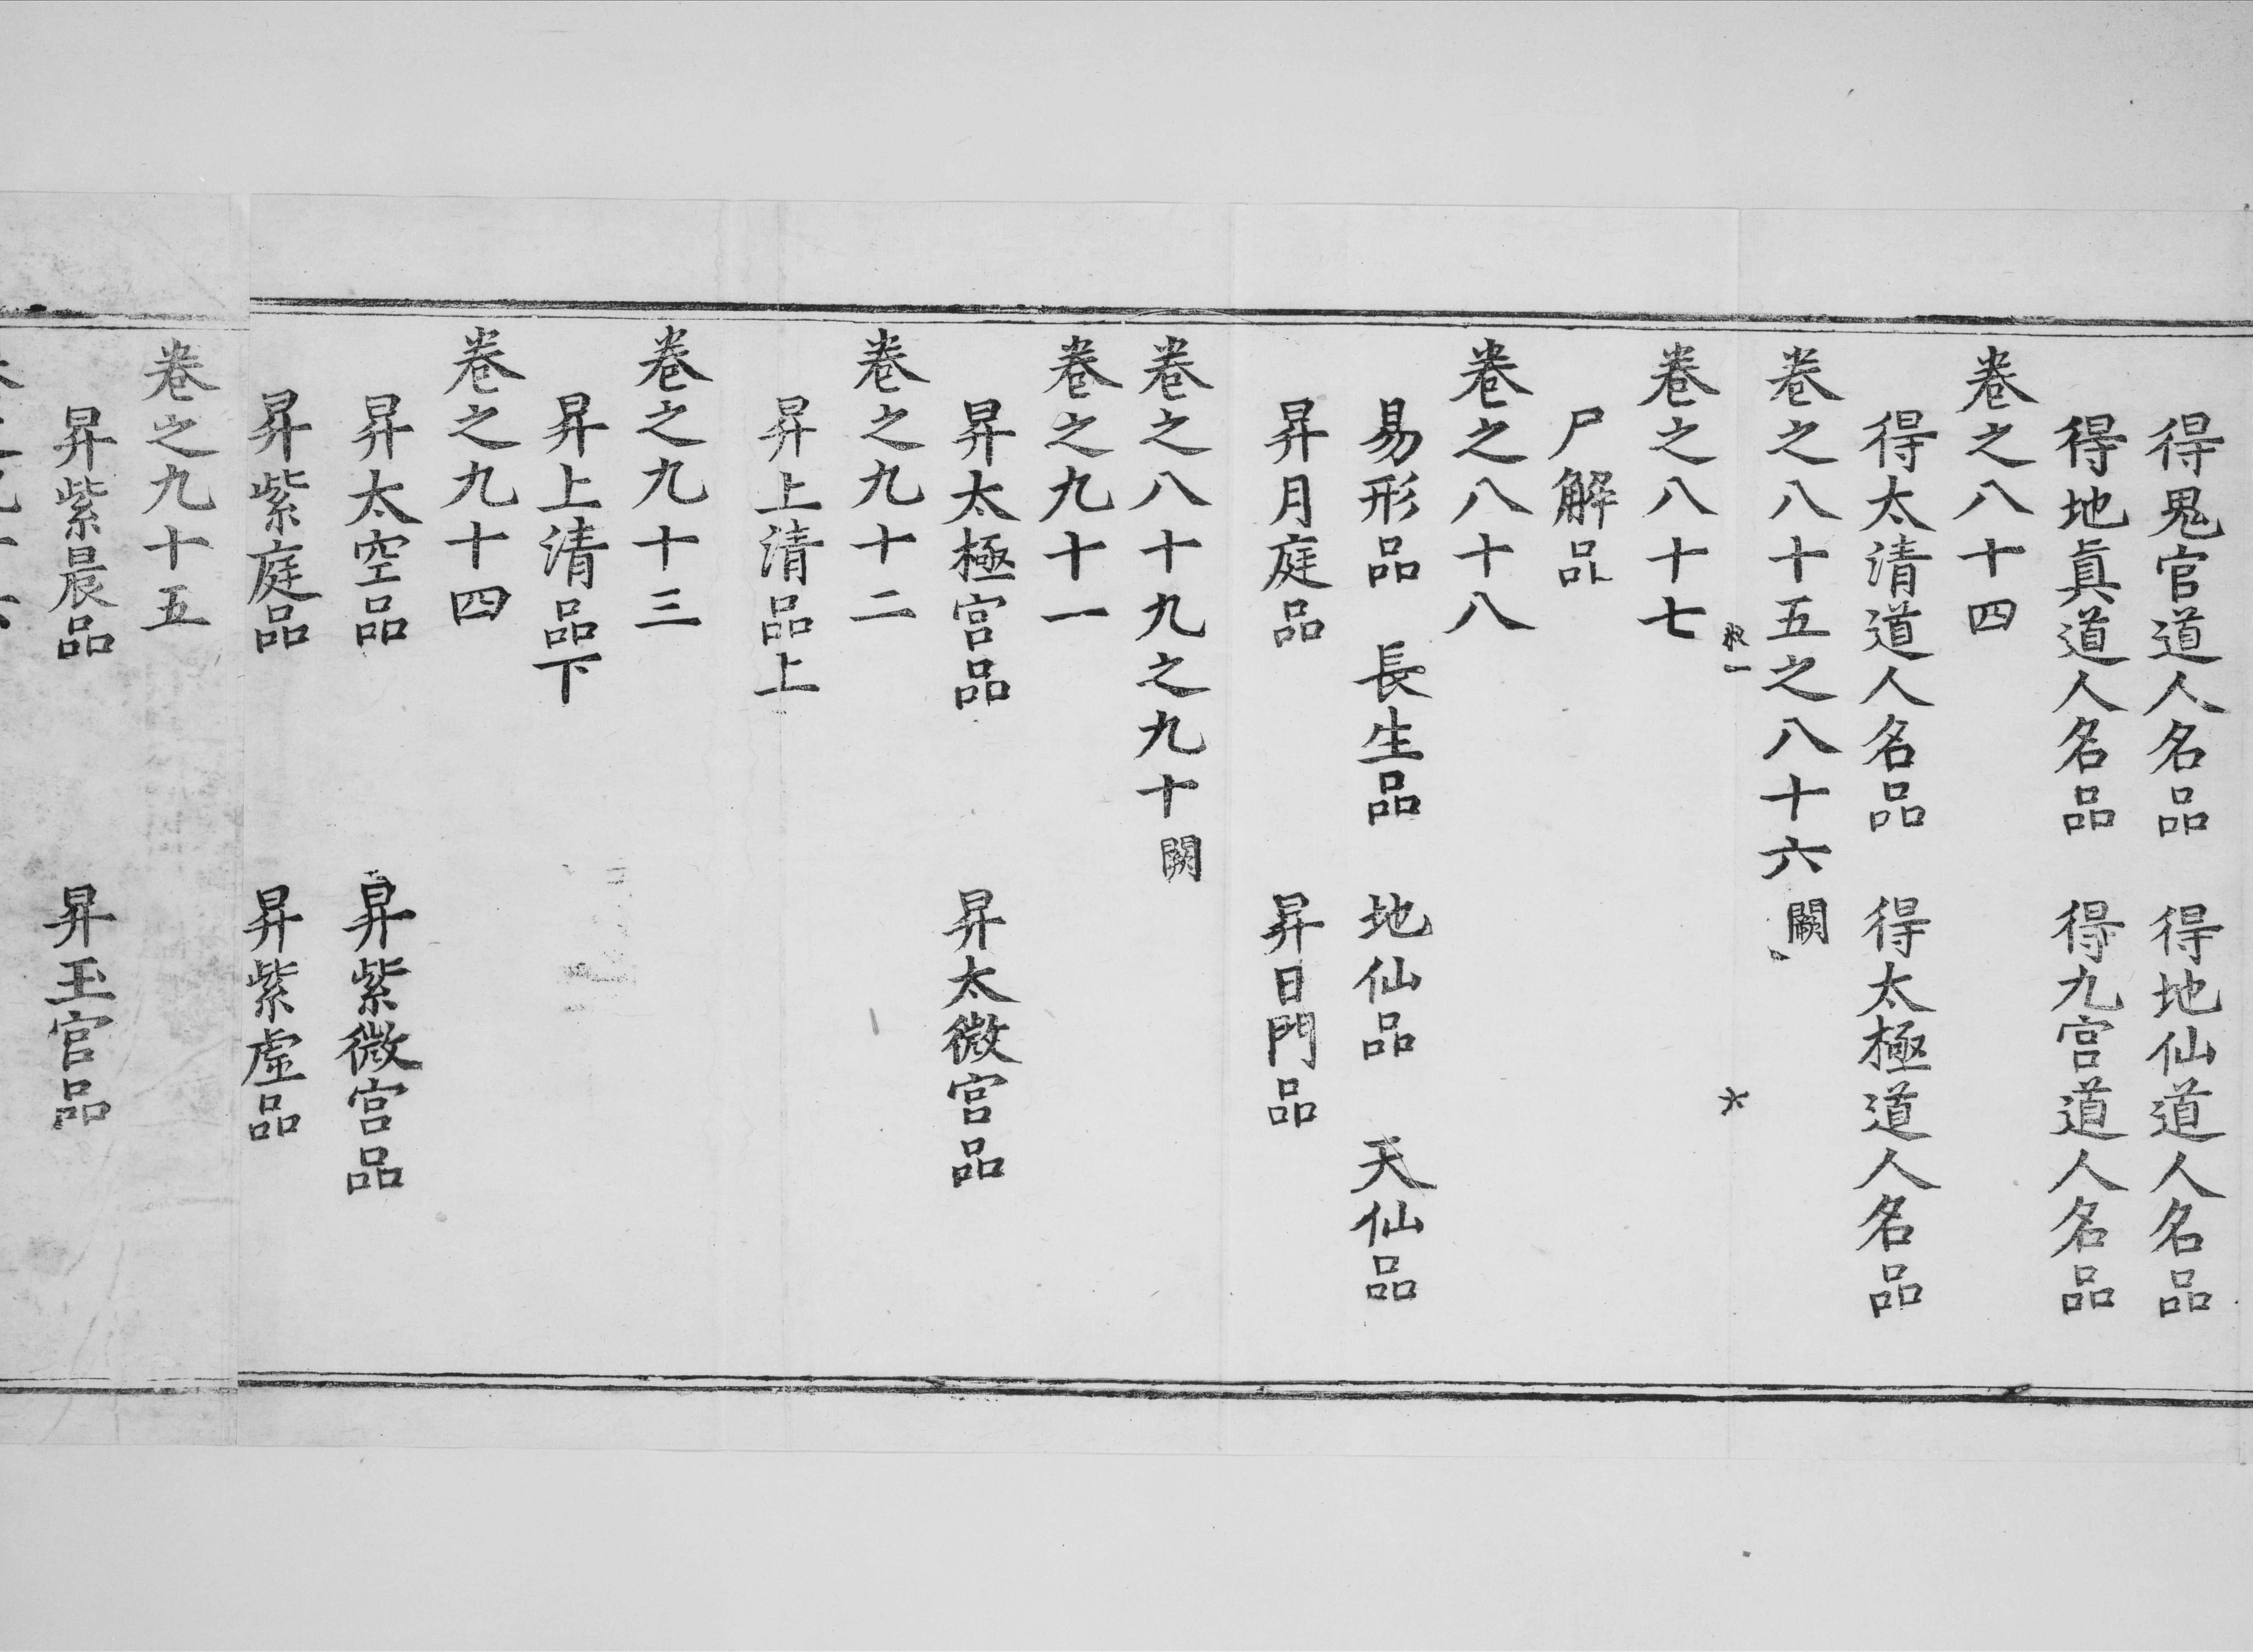 得鬼官道人名品　得地仙道人名品
得地眞道人名品　得九宮道人名品
卷之八十四
得太清道人名品　得太極道人名品
卷之八十五之八十六闕
六
卷之八十七
尸解品
卷之八十八
易形品　長生品　地仙品　天仙品
昇月庭品　昇日門品
卷之八十九之九十闕
卷之九十一
昇太極宮品　昇太微宮品
卷之九十二
昇上清品上
卷之九十三
昇上清品下
卷之九十四
昇太空品　昇紫微宮品
昇紫庭品　昇紫虛品
卷之九十五
昇紫晨品　昇玉宮品